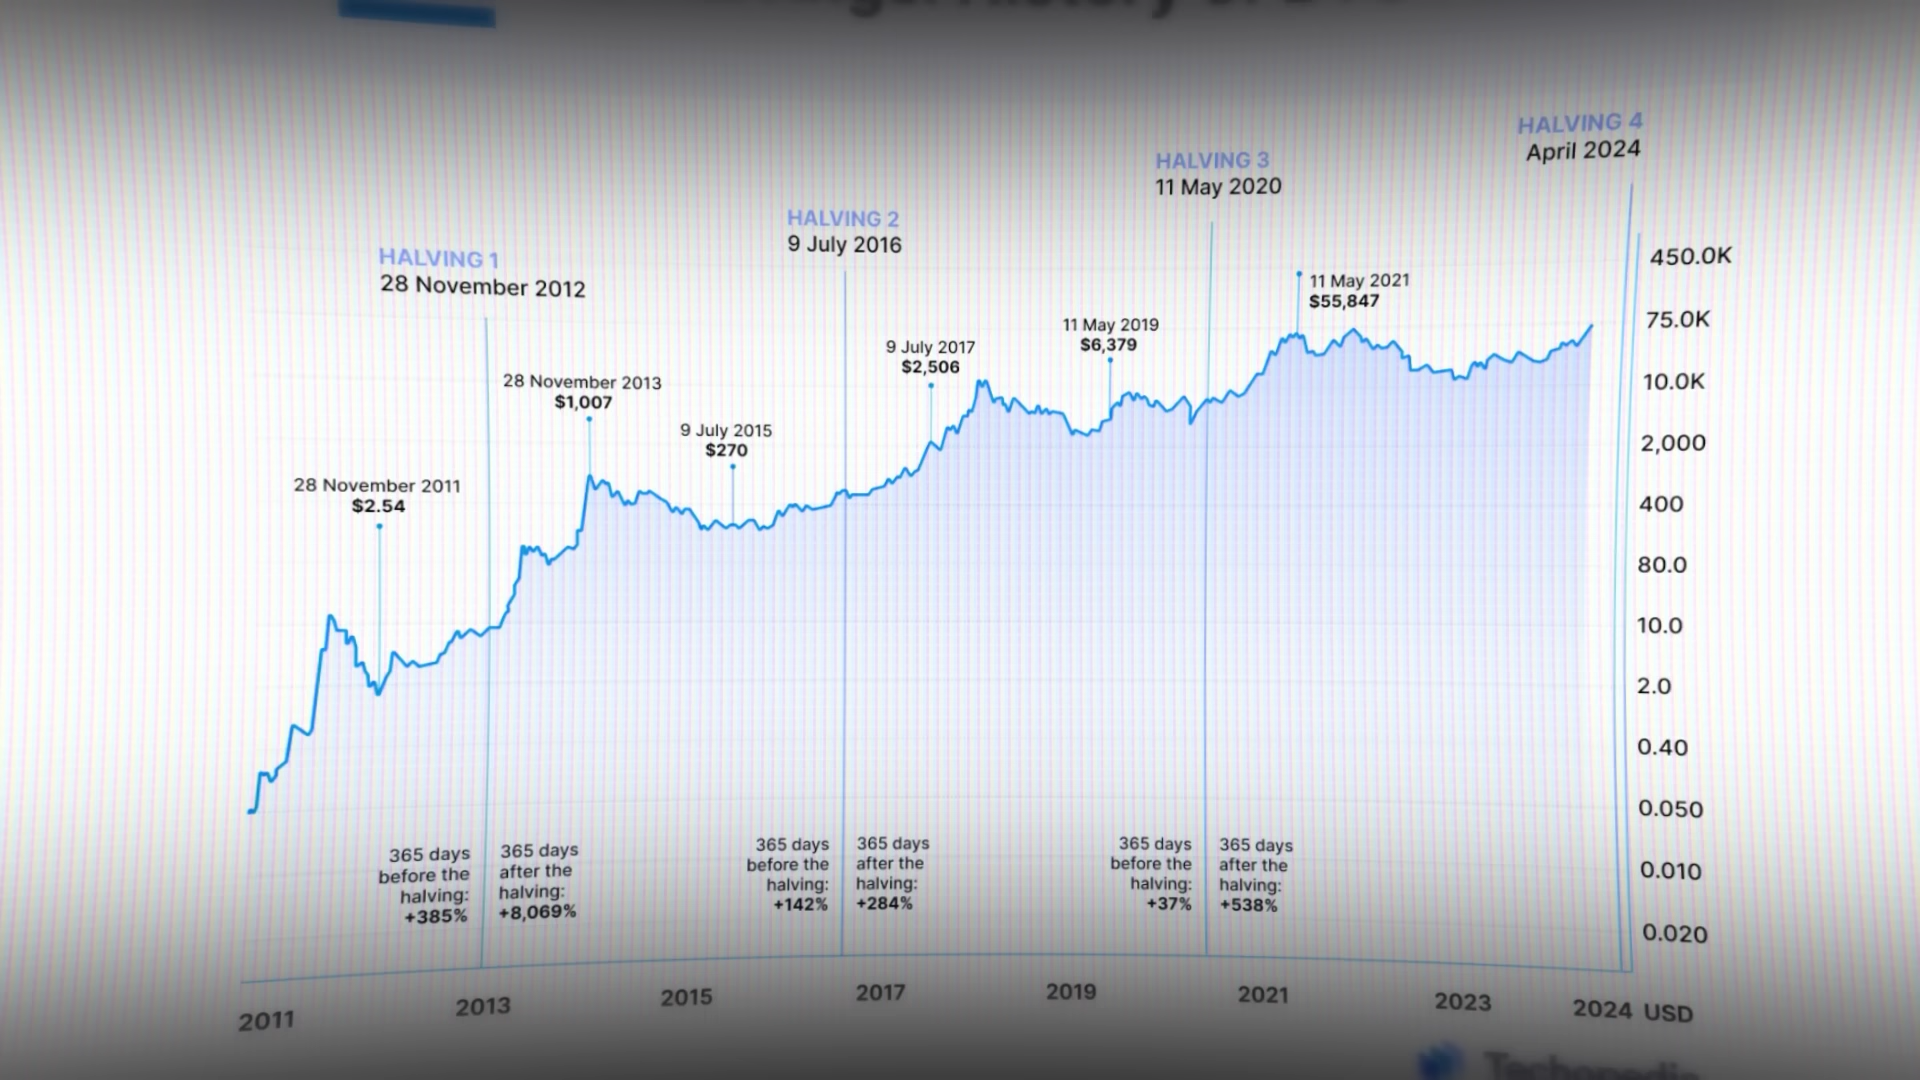 HALVING 4
April 2024
HALVING 3
11 May 2020
HALVING 2
9 July 2016
HALVING 1
28 November 2012
450.0K
75.0K
10.0K
2,000
400
80.0
10.0
2.0
0.40
0.050
0.010
0.020
11 May 2021
$55,847
11 May 2019
$6,379
9 July 2017
$2,506
28 November 2013
$1,007
9 July 2015
$270
28 November 2011
$2.54
365 days
before the
halving:
+385%
365 days
after the
halving:
+8,069%
365 days
before the
halving:
+142%
365 days
after the
halving:
+284%
365 days
before the
halving:
+37%
365 days
after the
halving:
+538%
2011 2013 2015 2017 2019 2021 2023 2024 USD